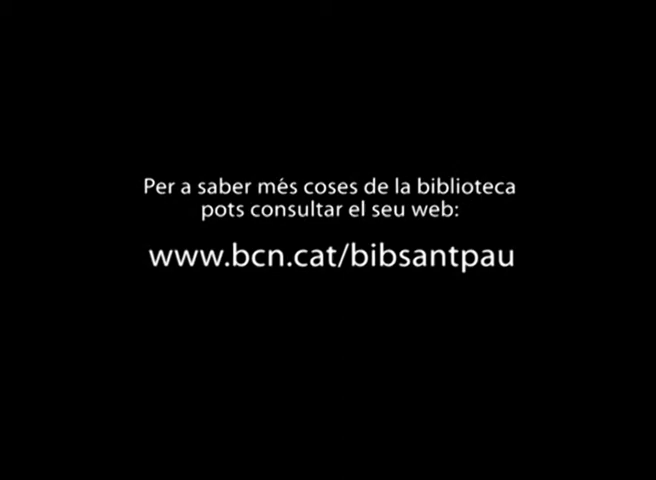 Per a saber més coses de la biblioteca
pots consultar el seu web:
www.bcn.cat/bibsantpau